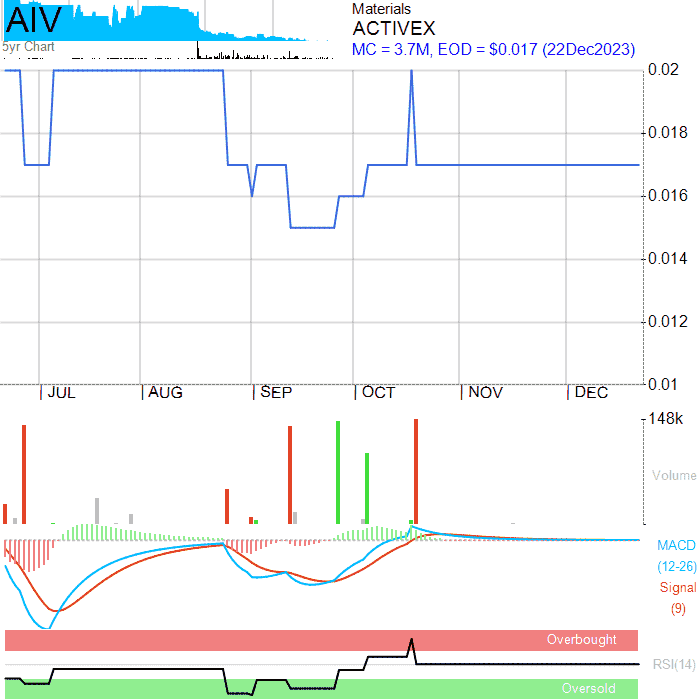 AIV
5yr Chart
Materials
ACTIVEX
MC = 3.7M, EOD = $0.017 (22Dec2023)
0.02
0.018
0.016
0.014
0.012
0.01
JUL AUG SEP OCT NOV DEC
148k
Volume
MACD
(12-26)
Signal
(9)
Overbought
RSI(14)
Oversold